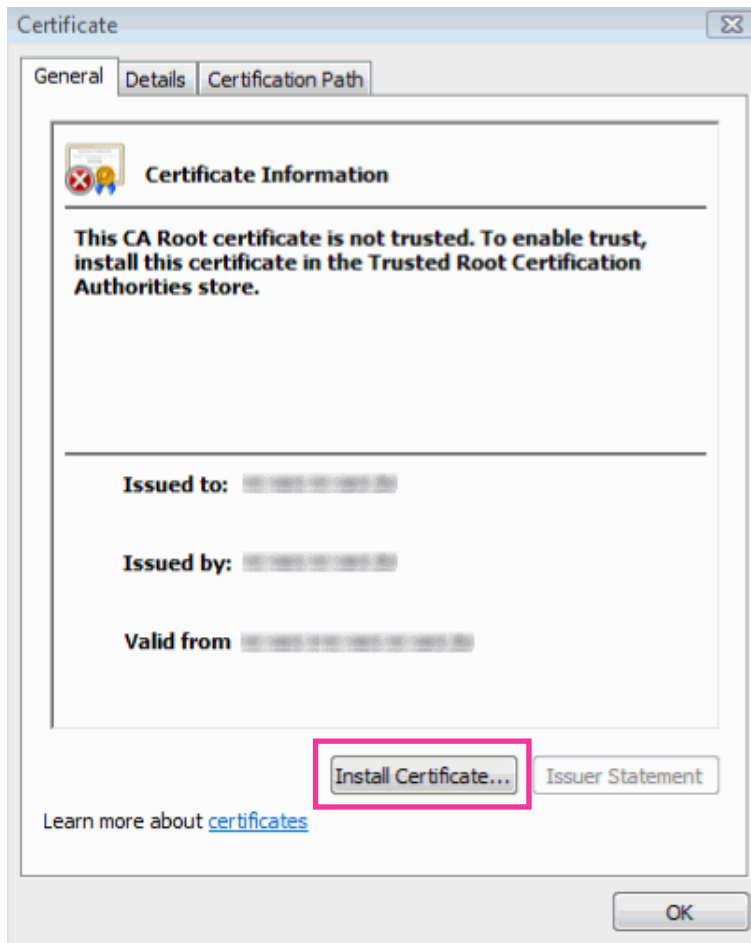 Certificate
General Details Certification Path
Certificate Information
This CA Root certificate is not trusted. To enable trust,
install this certificate in the Trusted Root Certification
Authorities store.
Issued to:
Issued by:
Valid from
Install Certificate... Issuer Statement
Learn more about certificates
OK